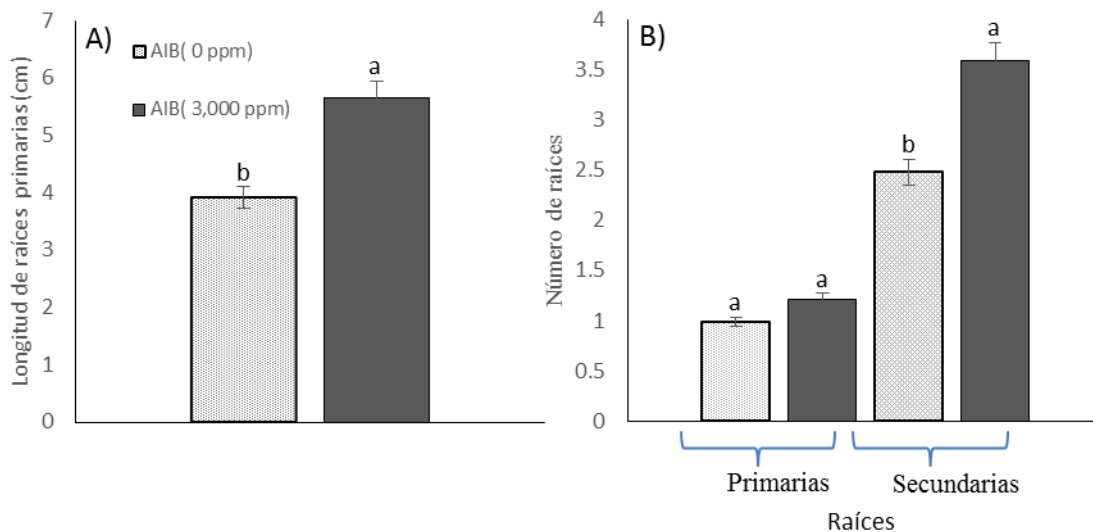 A)
AIB( 0 ppm)
AIB( 3,000 ppm)
Longitud de raíces primarias (cm)
7
6
5
4
3
2
1
0
b
a
B)
Número de raíces
4
3.5
3
2.5
2
1.5
1
0.5
0
a
a
b
a
Primarias
Secundarias
Raíces